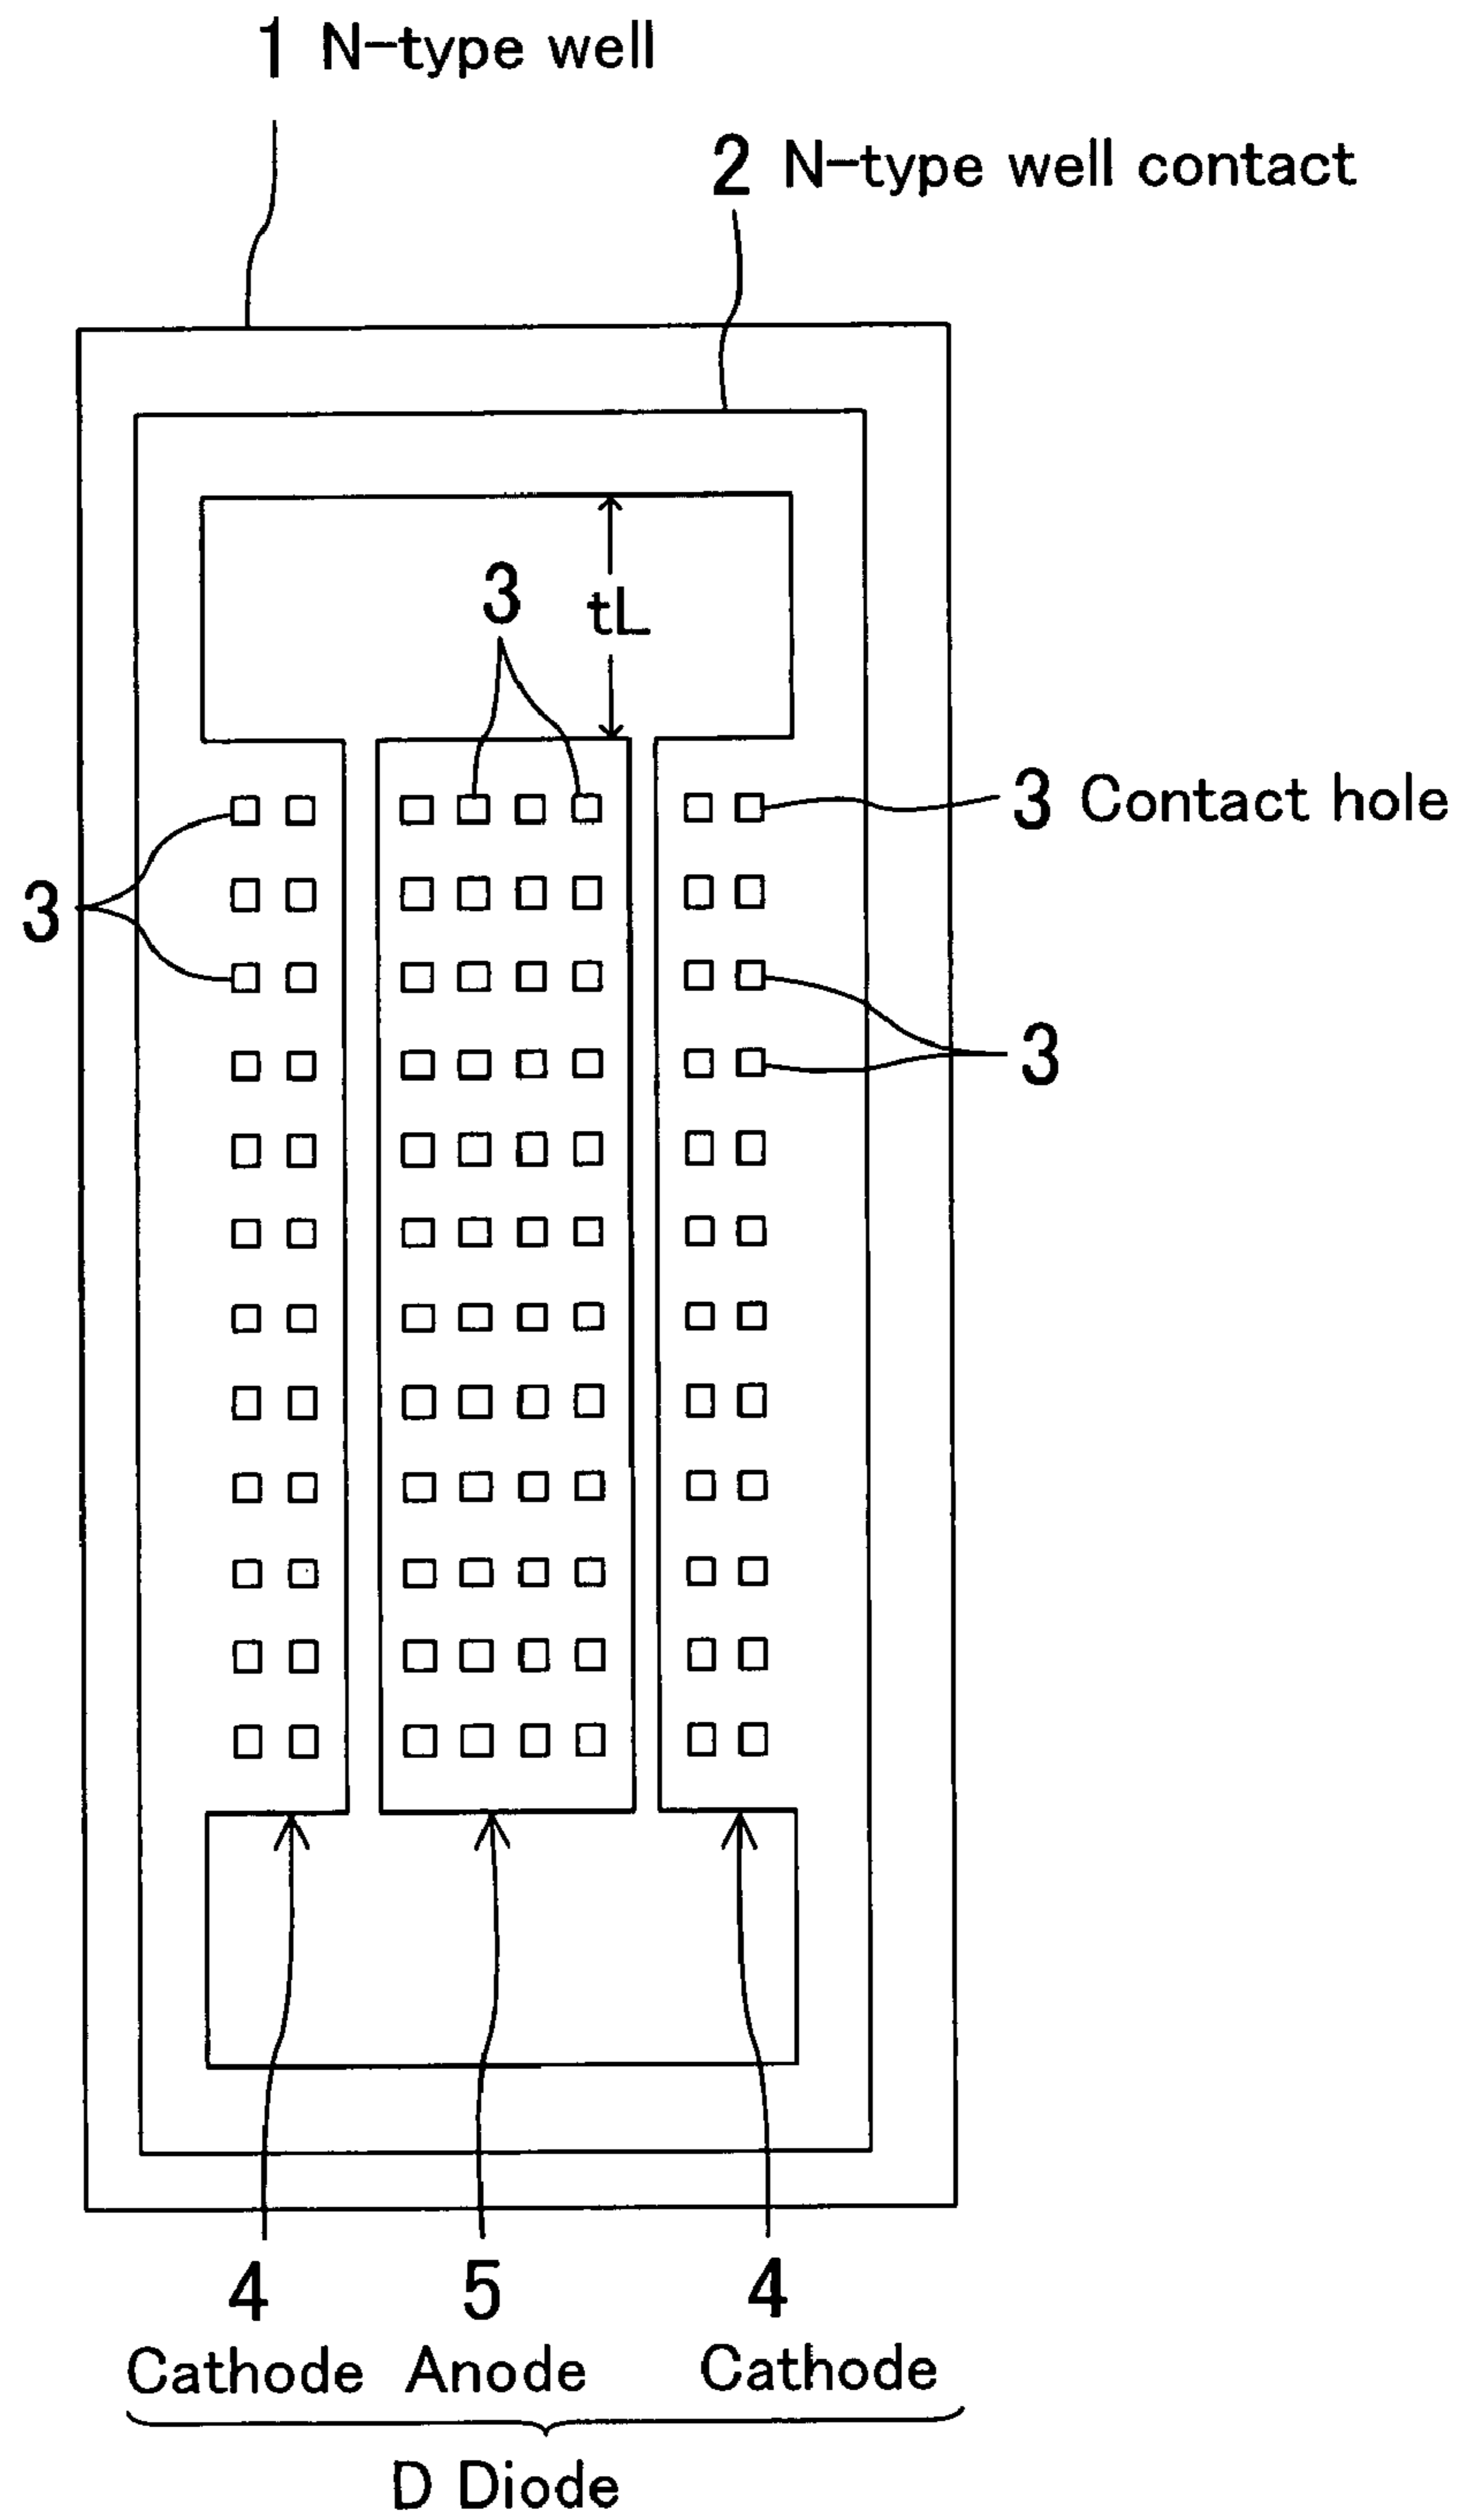 1 N-type well
2 N-type well contact
3
tL
3 Contact hole
3
3
4 5 4
Cathode Anode Cathode
D Diode